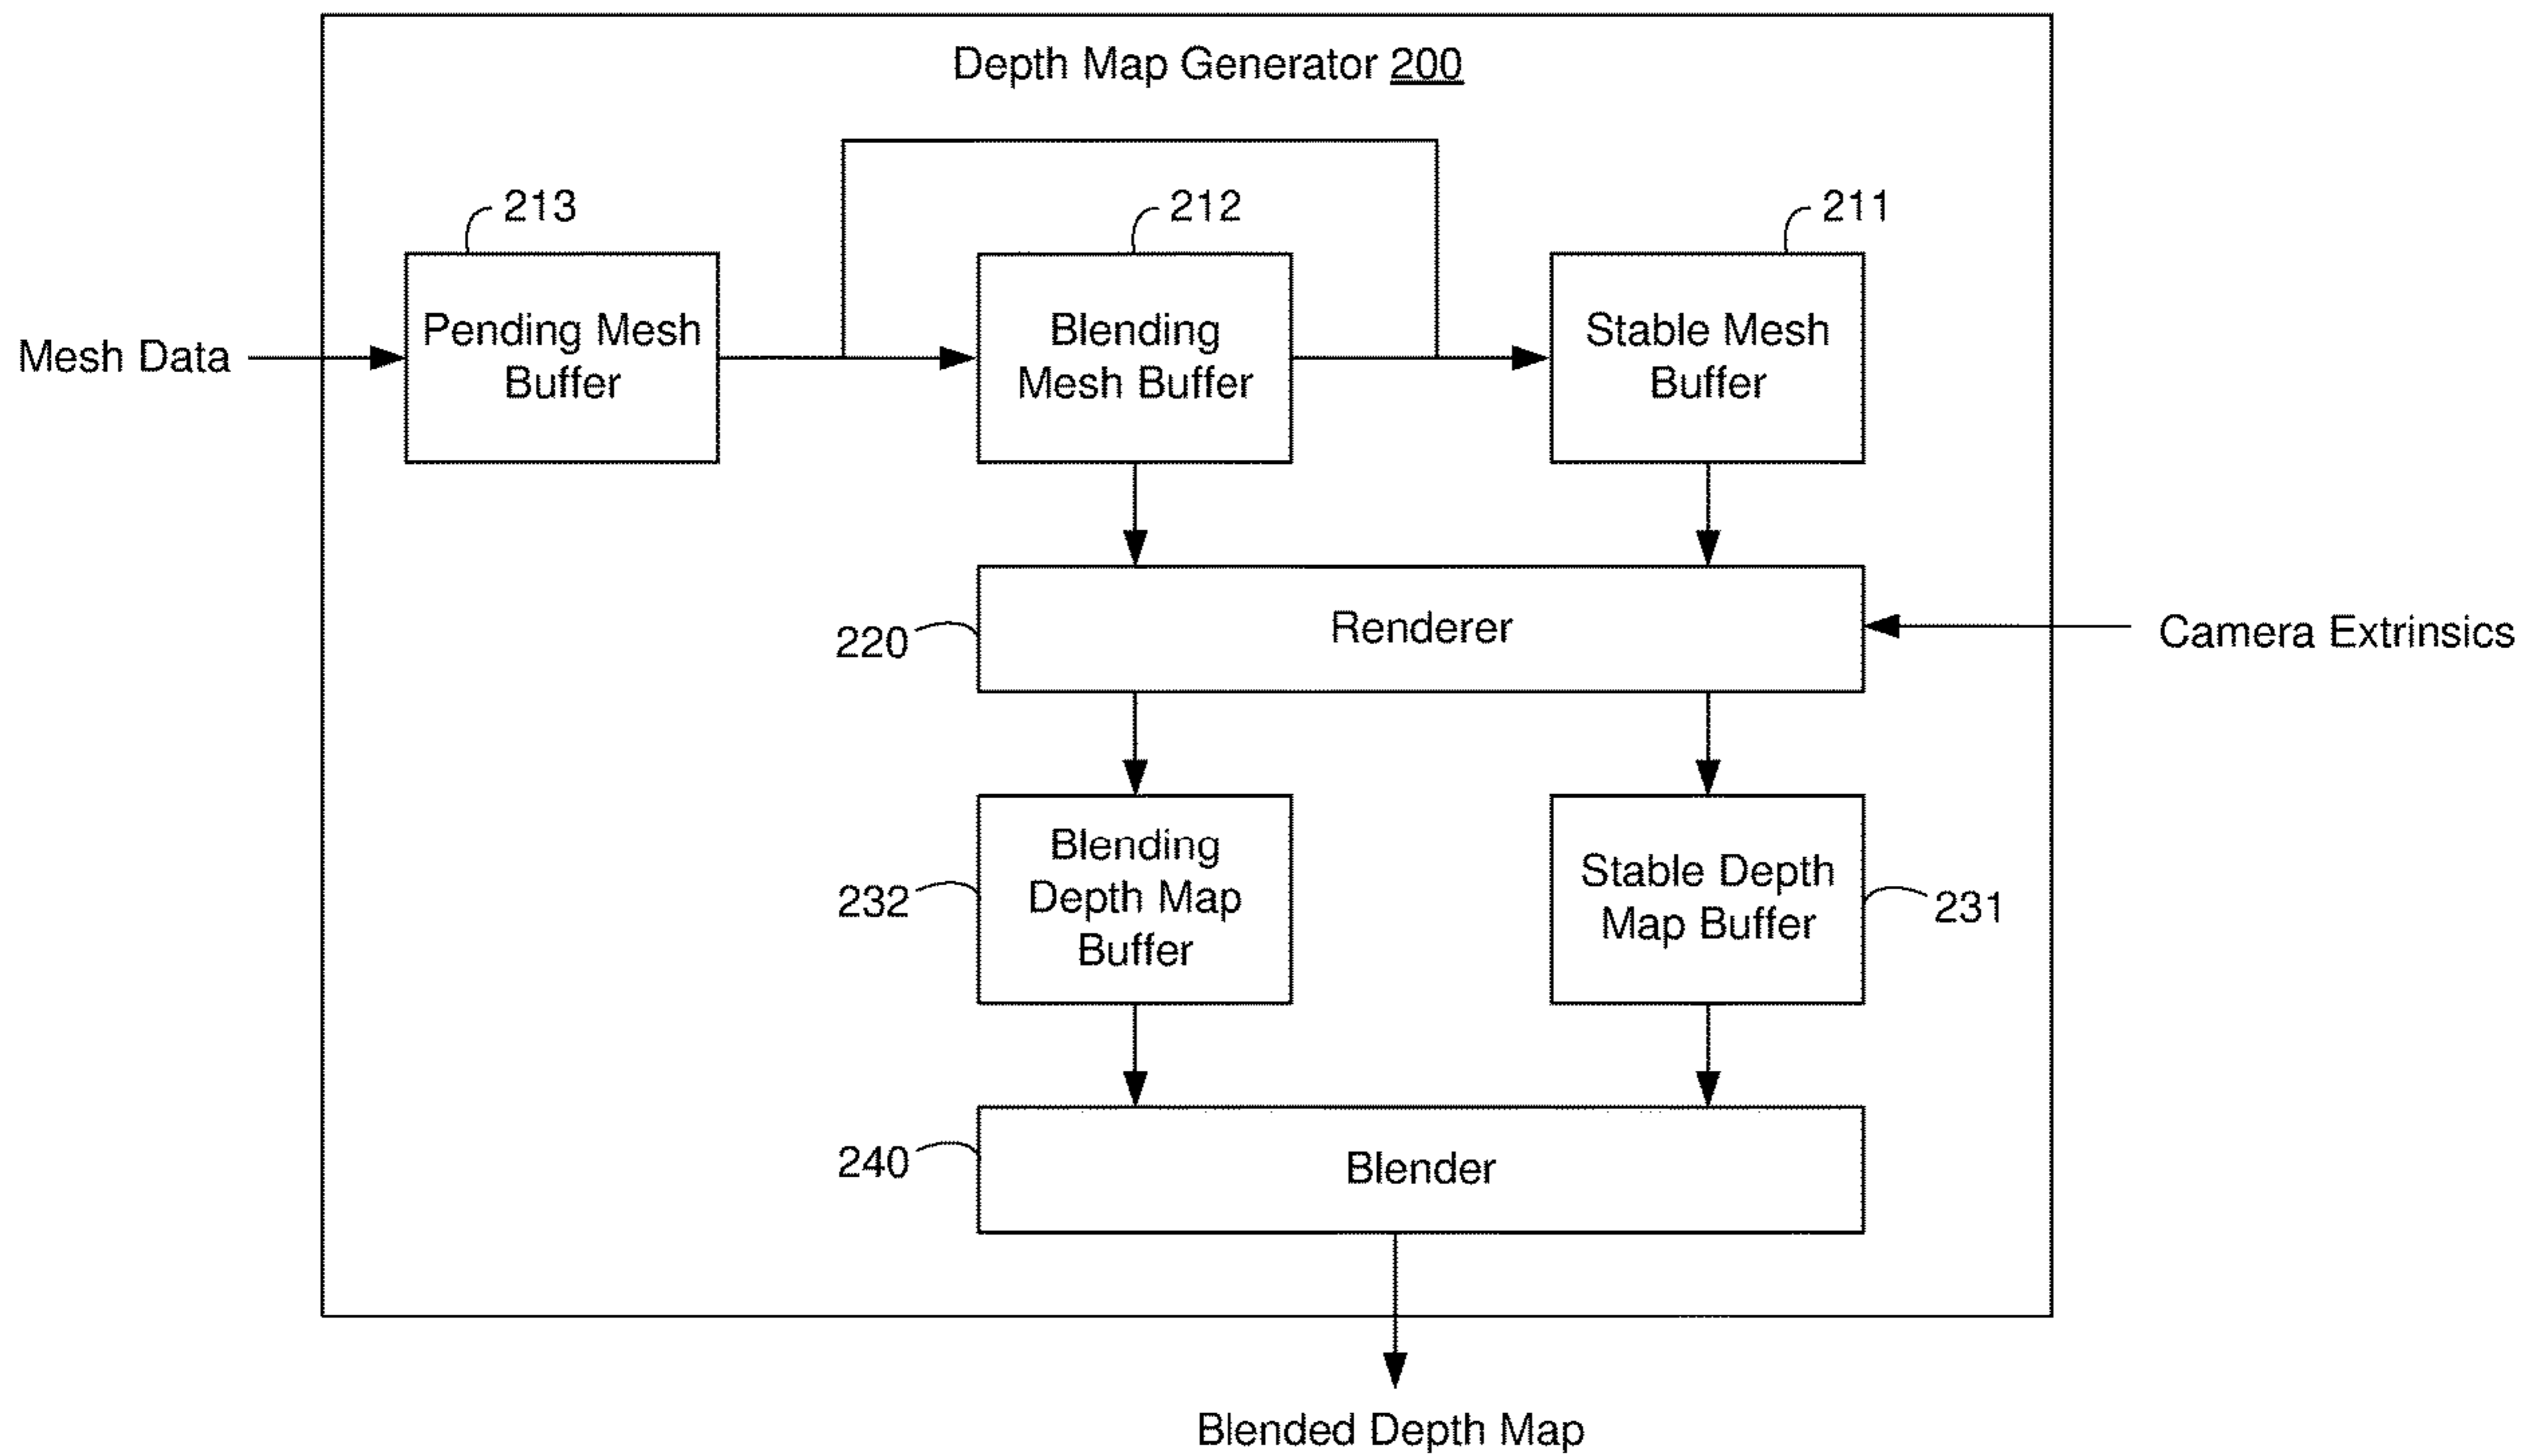 Depth Map Generator 200
213
212
211
Mesh Data
Pending Mesh
Buffer
Blending
Mesh Buffer
Stable Mesh
Buffer
220
Renderer
Camera Extrinsics
232
Blending
Depth Map
Buffer
Stable Depth
Map Buffer
231
240
Blender
Blended Depth Map